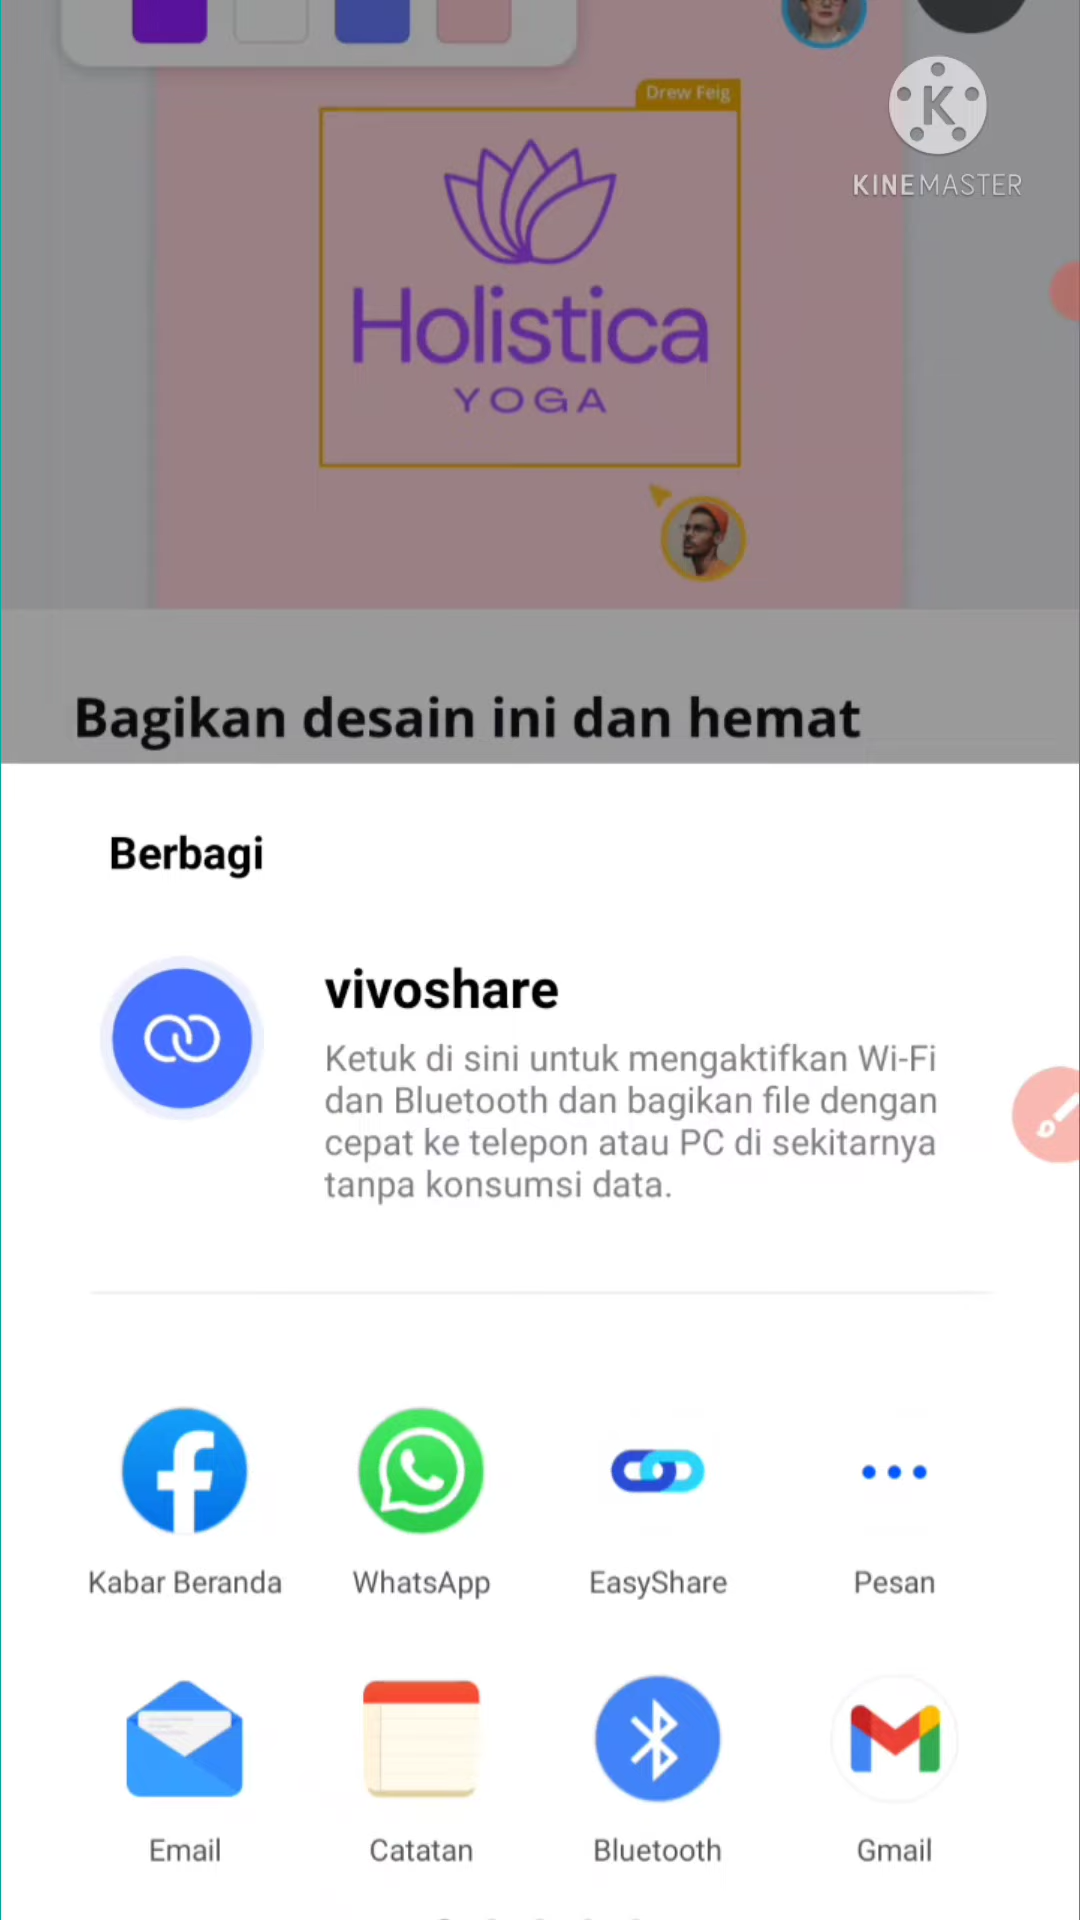 Drew Feig
K
KINEMASTER
Holistica
YOGA
Bagikan desain ini dan hemat
Berbagi
vivoshare
Ketuk di sini untuk mengaktifkan Wi-Fi
dan Bluetooth dan bagikan file dengan
cepat ke telepon atau PC di sekitarnya
tanpa konsumsi data.
Kabar Beranda
WhatsApp
EasyShare
Pesan
Email
Catatan
Bluetooth
Gmail